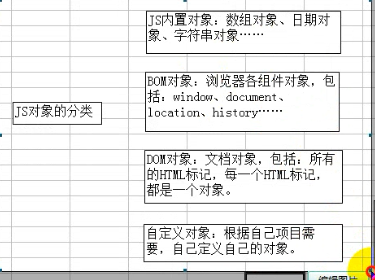 JS内置对象：数组对象、日期对
象、字符串对象……
BOM对象：浏览器各组件对象，包
括：window、document、
location、history……
JS对象的分类
DOM对象：文档对象，包括：所有
的HTML标记，每一个HTML标记，
都是一个对象。
自定义对象：根据自己项目需
要，自己定义自己的对象。
编辑图片